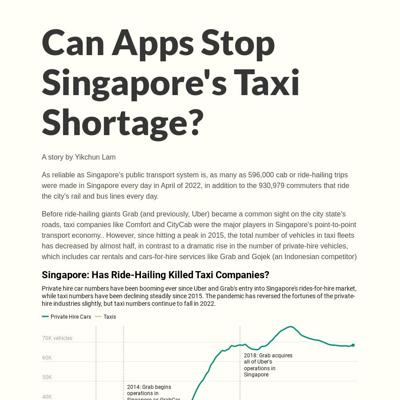 Can Apps Stop
Singapore's Taxi
Shortage?
A story by Yikchun Lam
As reliable as Singapore's public transport system is, as many as 596,000 cab or ride-hailing trips
were made in Singapore every day in April of 2022, in addition to the 930,979 commuters that ride
the city's rail and bus lines every day.
Before ride-hailing giants Grab (and previously, Uber) became a common sight on the city state's
roads, taxi companies like Comfort and CityCab were the major players in Singapore's point-to-point
transport economy.. However, since hitting a peak in 2015, the total number of vehicles in taxi fleets
has decreased by almost half, in contrast to a dramatic rise in the number of private-hire vehicles,
which includes car rentals and cars-for-hire services like Grab and Gojek (an Indonesian competitor)
Singapore: Has Ride-Hailing Killed Taxi Companies?
Private hire car numbers have been booming ever since Uber and Grab's entry into Singapore's rides-for-hire market,
while taxi numbers have been declining steadily since 2015. The pandemic has reversed the fortunes of the private-
hire industries slightly, but taxi numbers continue to fall in 2022.
Private Hire Cars Taxis
70K vehicles
60K
50K
40K
2018: Grab acquires
all of Uber's
operations in
Singapore
2014: Grab begins
operations in
Singapore as GrabCar